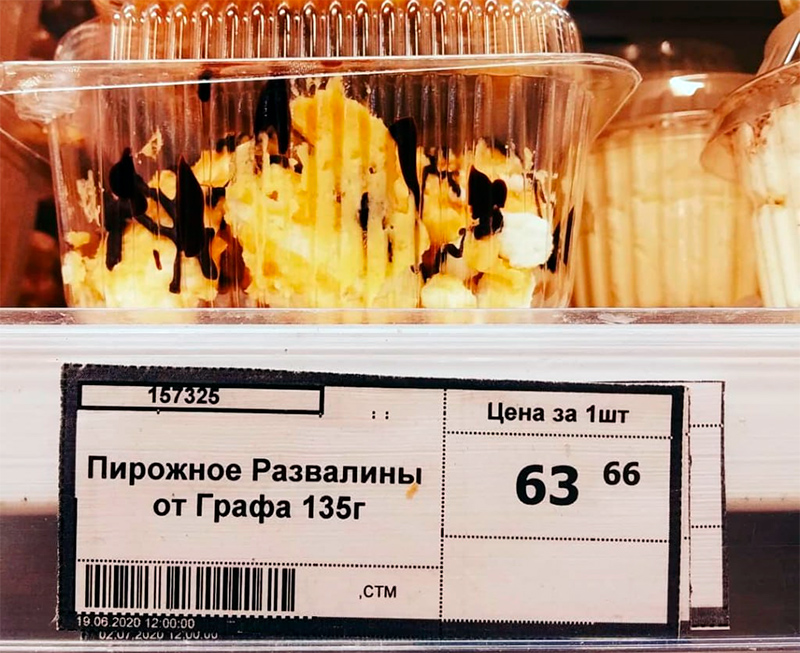 157325
: :
Цена за 1шт
Пирожное Развалины
от Графа 135г
63 66
,СТМ
19.06.2020 12:00:00
02.07.2020 12:00:00